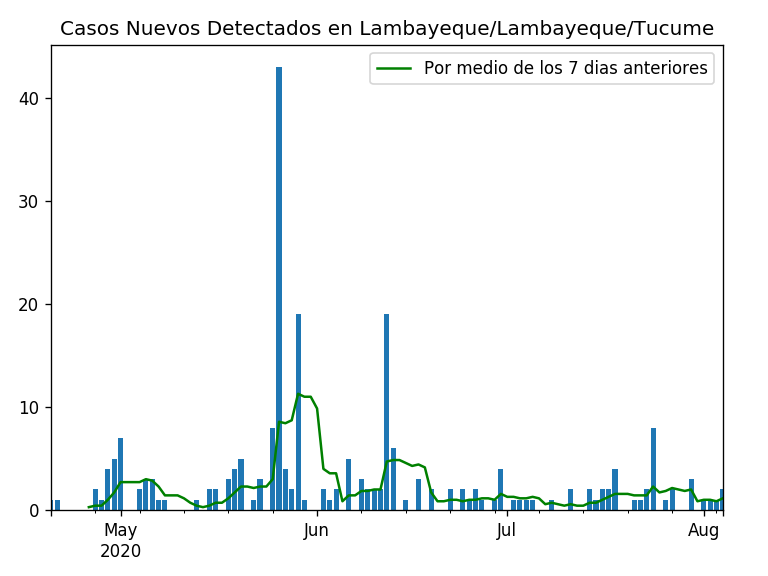 Casos Nuevos Detectados en Lambayeque/Lambayeque/Tucume
Por medio de los 7 dias anteriores
40
30
20
10
0
May Jun Jul Aug
2020